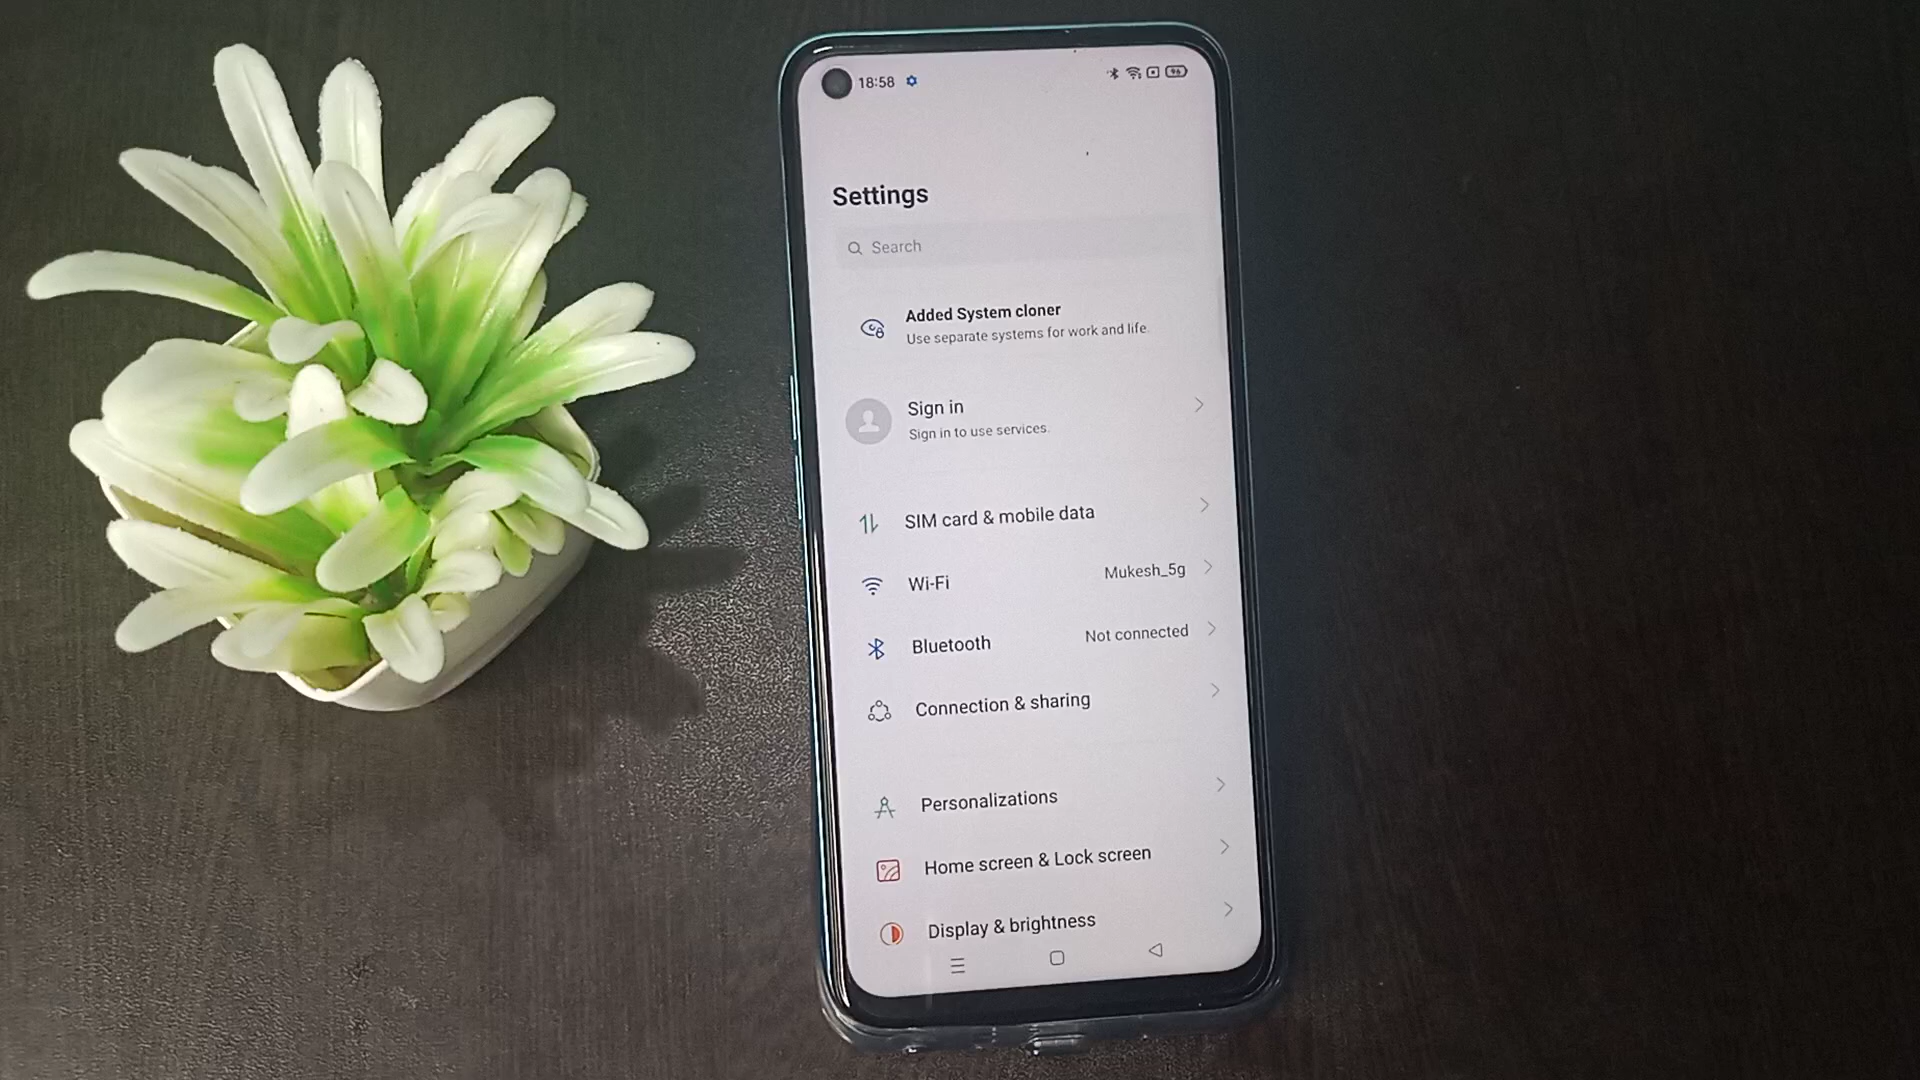 18:58
96
Settings
Search
Added System cloner
Use separate systems for work and life.
Sign in
Sign in to use services.
SIM card & mobile data
Wi-Fi Mukesh_5g
Bluetooth Not connected
Connection & sharing
Personalizations
Home screen & Lock screen
Display & brightness